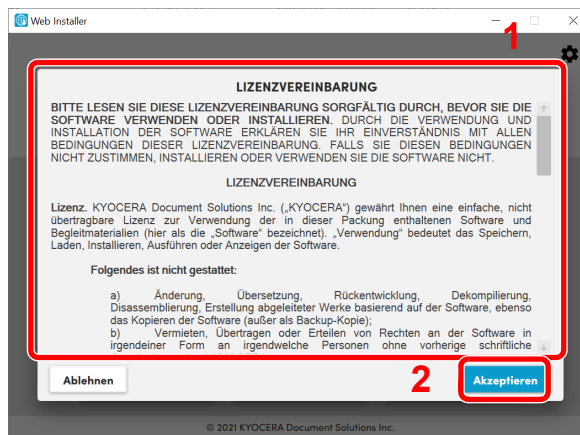 Web Installer
1
LIZENZVEREINBARUNG
BITTE LESEN SIE DIESE LIZENZVEREINBARUNG SORGFÄLTIG DURCH, BEVOR SIE DIE
SOFTWARE VERWENDEN ODER INSTALLIEREN. DURCH DIE VERWENDUNG UND
INSTALLATION DER SOFTWARE ERKLÄREN SIE IHR EINVERSTÄNDNIS MIT ALLEN
BEDINGUNGEN DIESER LIZENZVEREINBARUNG. FALLS SIE DIESEN BEDINGUNGEN
NICHT ZUSTIMMEN, INSTALLIEREN ODER VERWENDEN SIE DIE SOFTWARE NICHT.
LIZENZVEREINBARUNG
Lizenz. KYOCERA Document Solutions Inc. („KYOCERA“) gewährt Ihnen eine einfache, nicht
übertragbare Lizenz zur Verwendung der in dieser Packung enthaltenen Software und
Begleitmaterialien (hier als die „Software“ bezeichnet). „Verwendung“ bedeutet das Speichern,
Laden, Installieren, Ausführen oder Anzeigen der Software.
Folgendes ist nicht gestattet:
a) Änderung, Übersetzung, Rückentwicklung, Dekompilierung,
Disassemblierung, Erstellung abgeleiteter Werke basierend auf der Software, ebenso
das Kopieren der Software (außer als Backup-Kopie);
b) Vermieten, Übertragen oder Erteilen von Rechten an der Software in
irgendeiner Form an irgendwelche Personen ohne vorherige schriftliche
Ablehnen
2
Akzeptieren
© 2021 KYOCERA Document Solutions Inc.